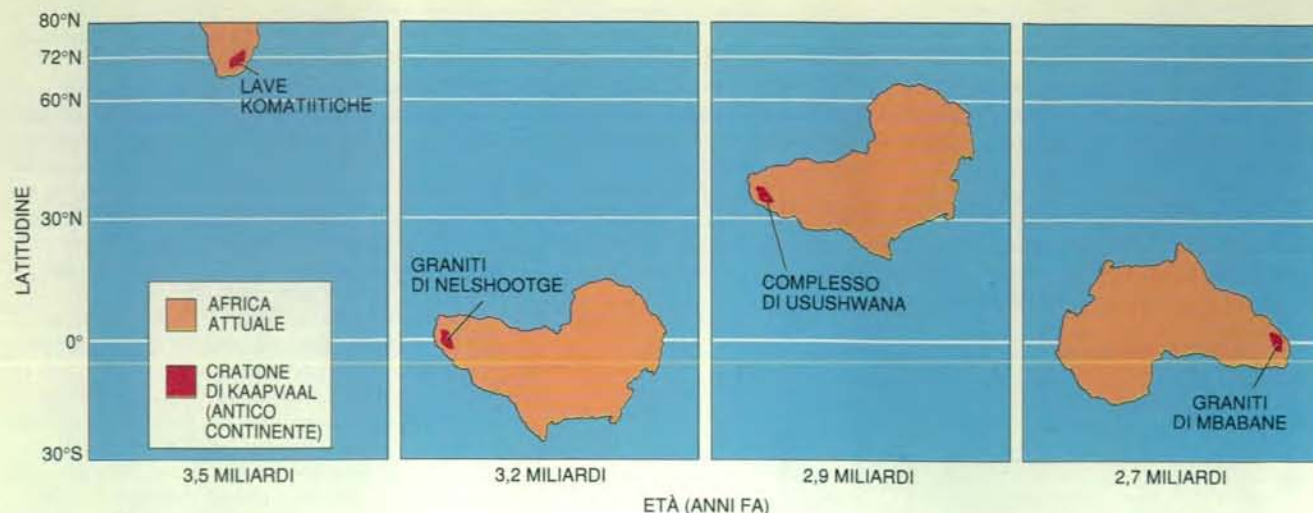 80°N
72°N
60°N
30°N
0°
30°S
LATITUDINE
LAVE
KOMATIITICHE
AFRICA
ATTUALE
CRATONE
DI KAAPVAAL
(ANTICO
CONTINENTE)
3,5 MILIARDI
GRANITI
DI NELSHOOTGE
3,2 MILIARDI
COMPLESSO
DI USUSHWANA
2,9 MILIARDI
GRANITI
DI MBABANE
2,7 MILIARDI
ETÀ (ANNI FA)